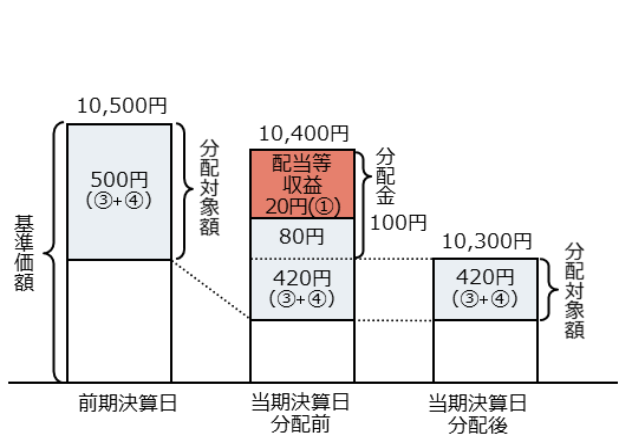 10,500円
500円
(③+④)
分配対象額
基準価額
前期決算日
10,400円
配当等
収益
20円(①)
80円
420円
(③+④)
分配金
100円
当期決算日
分配前
10,300円
420円
(③+④)
分配対象額
当期決算日
分配後